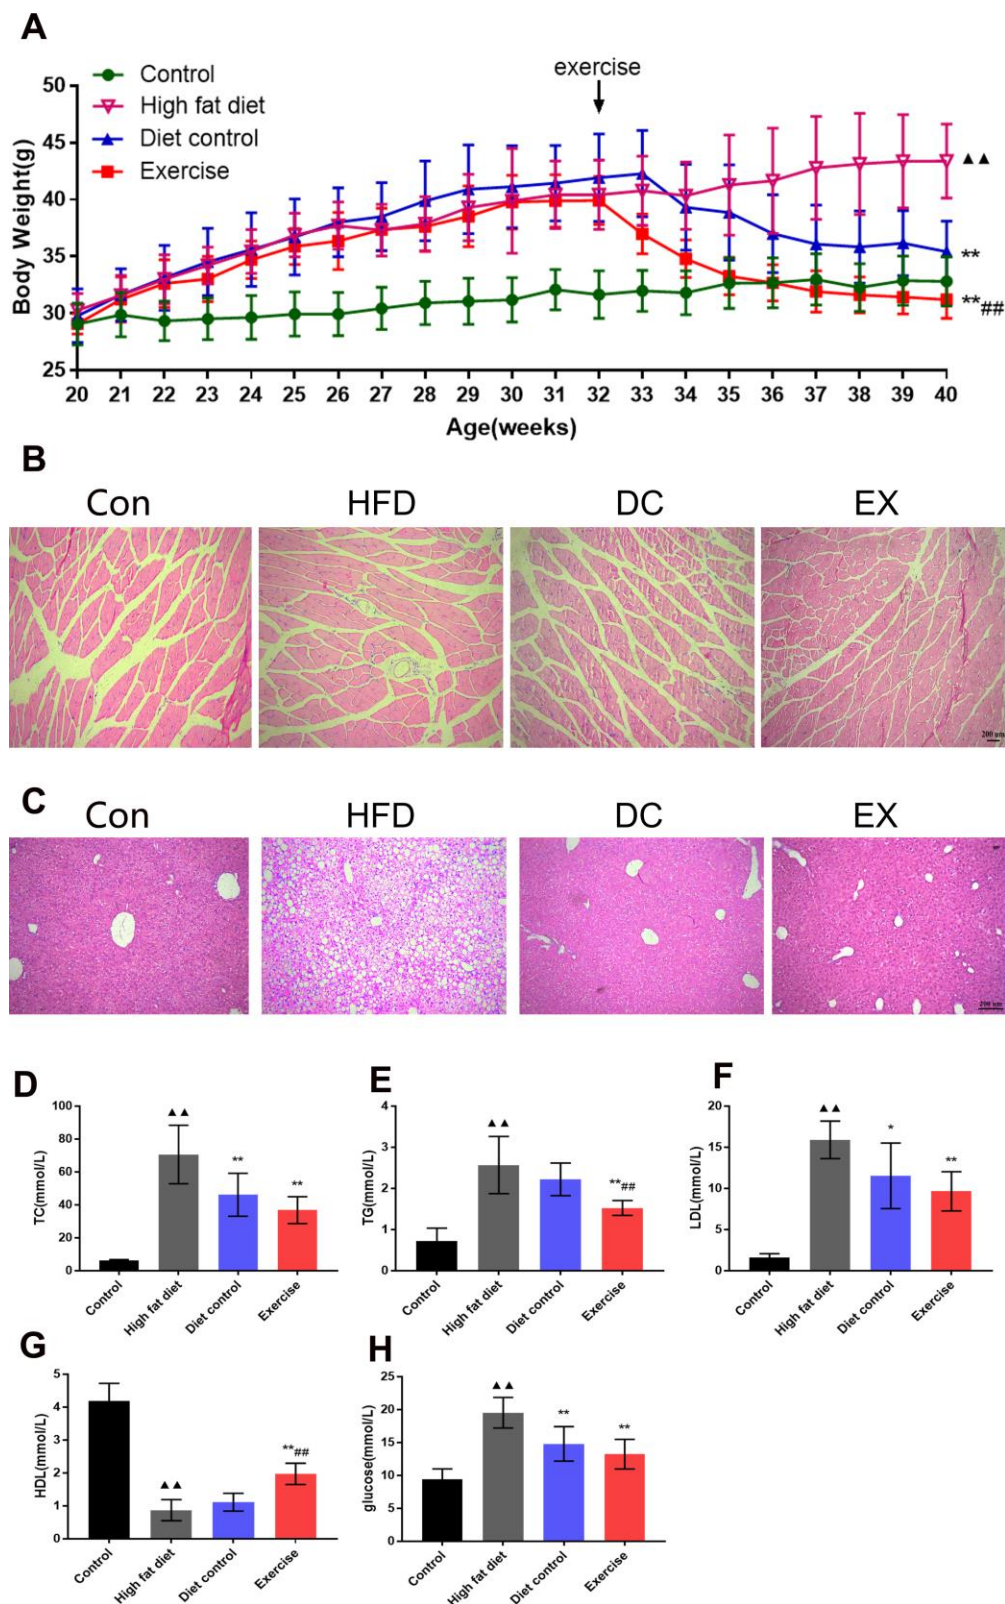 A
exercise
Control
High fat diet
Diet control
Exercise
Body Weight(g)
50
45
40
35
30
25
▲▲
**
**##
20 21 22 23 24 25 26 27 28 29 30 31 32 33 34 35 36 37 38 39 40
Age(weeks)
B
Con HFD DC EX
200 um
C
Con HFD DC EX
200 um
D
TC(mmol/L)
100
80
60
40
20
0
▲▲
**
**
Control High fat diet Diet control Exercise
E
TG(mmol/L)
4
3
2
1
0
▲▲
**##
Control High fat diet Diet control Exercise
F
LDL(mmol/L)
20
15
10
5
0
▲▲
*
**
Control High fat diet Diet control Exercise
G
HDL(mmol/L)
5
4
3
2
1
0
▲▲
**##
Control High fat diet Diet control Exercise
H
glucose(mmol/L)
25
20
15
10
5
0
▲▲
**
**
Control High fat diet Diet control Exercise